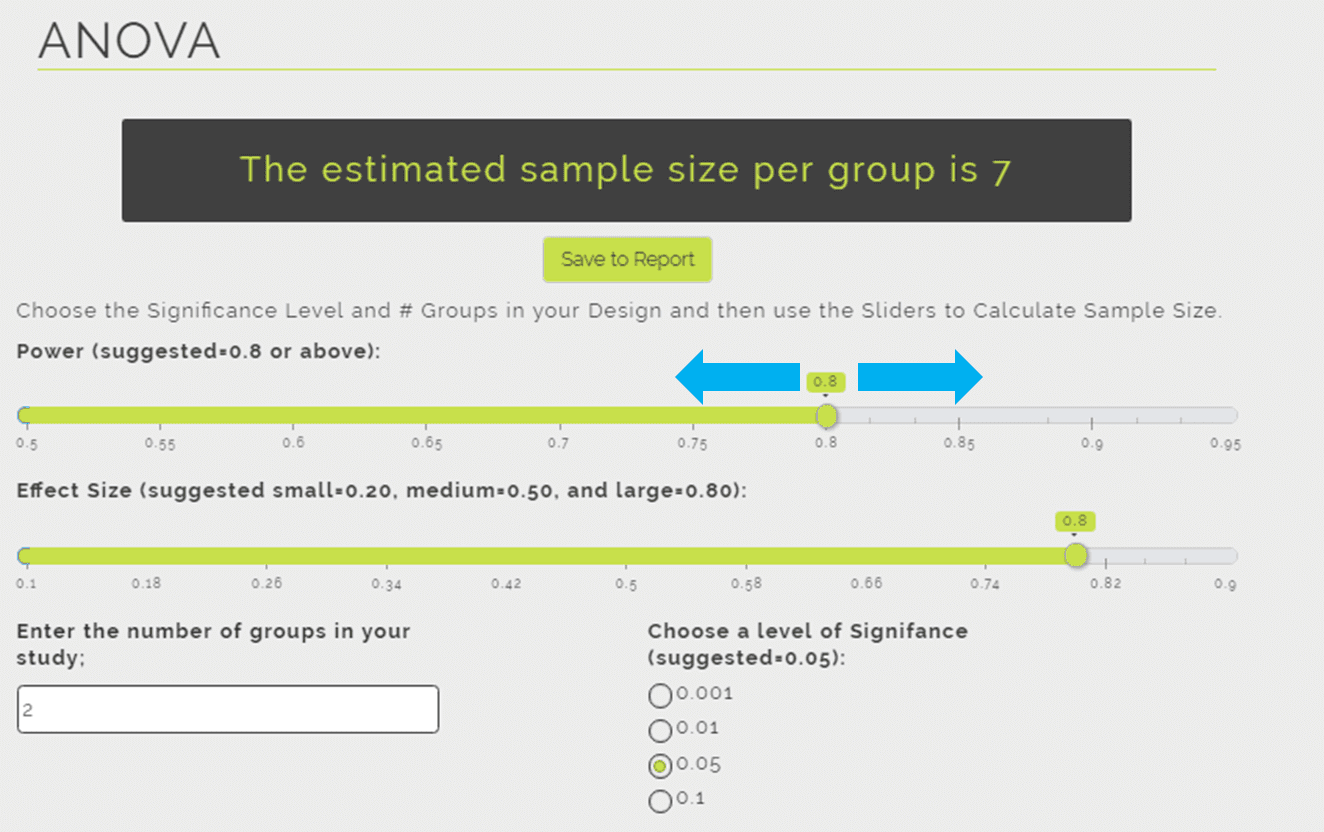 ANOVA
The estimated sample size per group is 7
Save to Report
Choose the Significance Level and # Groups in your Design and then use the Sliders to Calculate Sample Size.
Power (suggested=0.8 or above):
0.8
0.5 0.55 0.6 0.65 0.7 0.75 0.8 0.85 0.9 0.95
Effect Size (suggested small=0.20, medium=0.50, and large=0.80):
0.8
0.1 0.18 0.26 0.34 0.42 0.5 0.58 0.66 0.74 0.82 0.9
Enter the number of groups in your
study;
2
Choose a level of Signifance
(suggested=0.05):
0.001
0.01
0.05
0.1